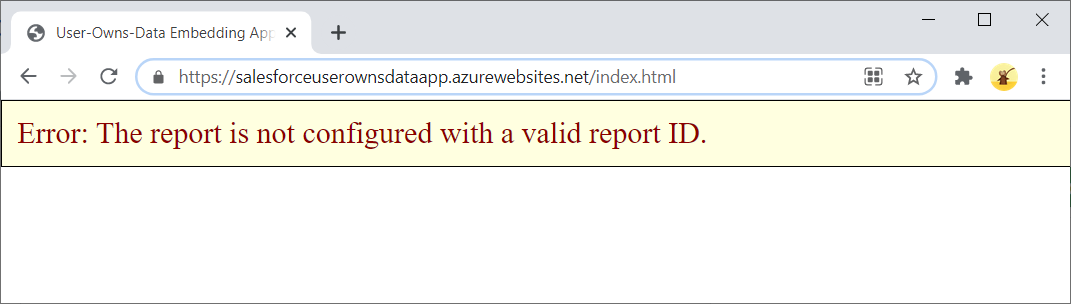 User-Owns-Data Embedding App
https://salesforceuserownsdataapp.azurewebsites.net/index.html
Error: The report is not configured with a valid report ID.